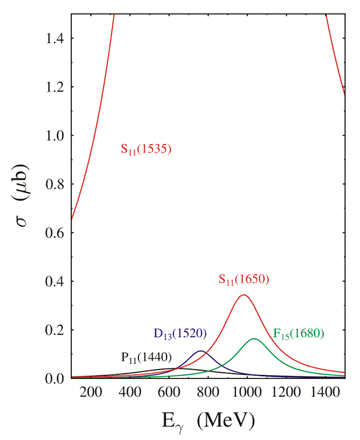 1.4
1.2
1.0
0.8
0.6
0.4
0.2
0.0
σ (μb)
S₁₁(1535)
S₁₁(1650)
D₁₃(1520)
F₁₅(1680)
P₁₁(1440)
200 400 600 800 1000 1200 1400
Eᵧ (MeV)